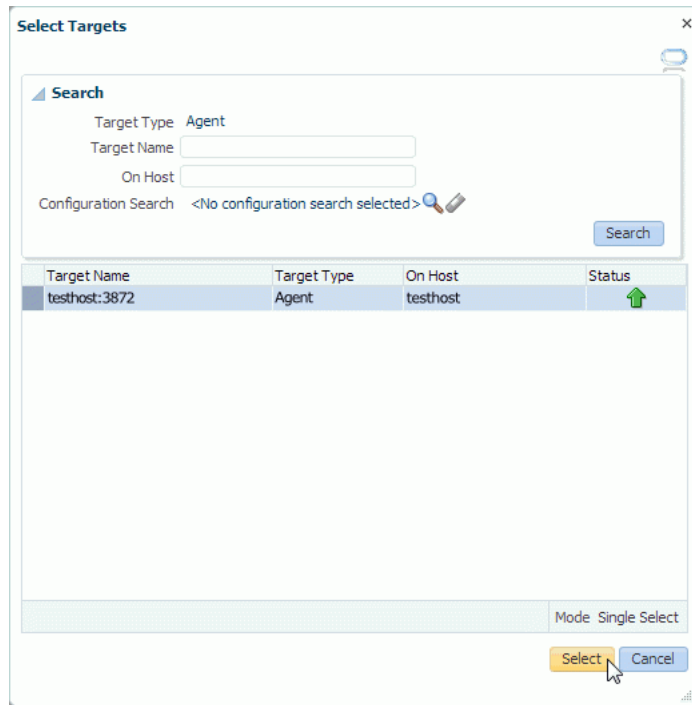 Select Targets
Search
Target Type Agent
Target Name
On Host
Configuration Search <No configuration search selected>
Search
Target Name Target Type On Host Status
testhost:3872 Agent testhost
Mode Single Select
Select Cancel